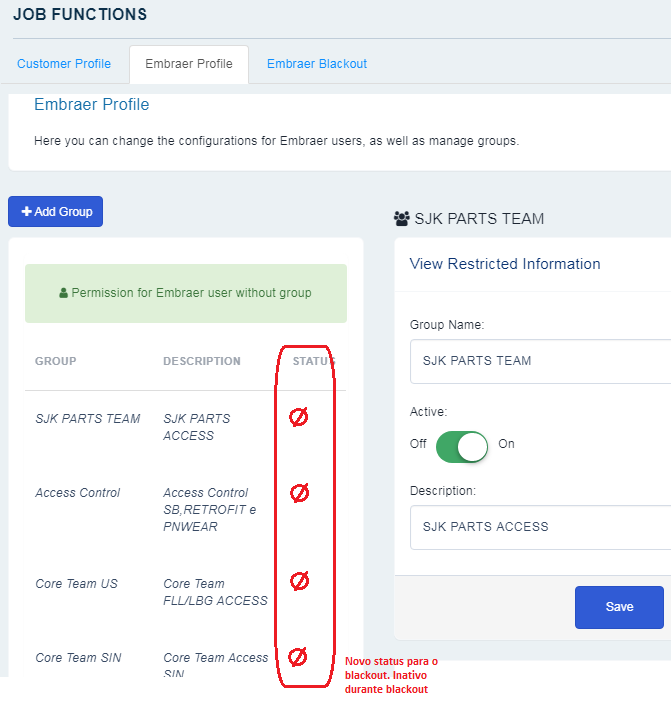 JOB FUNCTIONS
Customer Profile
Embraer Profile
Embraer Blackout
Embraer Profile
Here you can change the configurations for Embraer users, as well as manage groups.
Add Group
Permission for Embraer user without group
GROUP DESCRIPTION STATUS
SJK PARTS TEAM SJK PARTS
ACCESS
Access Control Access Control
SB,RETROFIT e
PNWEAR
Core Team US Core Team
FLL/LBG ACCESS
Core Team SIN Core Team Access
SIN
SJK PARTS TEAM
View Restricted Information
Group Name:
SJK PARTS TEAM
Active:
Off On
Description:
SJK PARTS ACCESS
Save
Novo status para o
blackout. Inativo
durante blackout